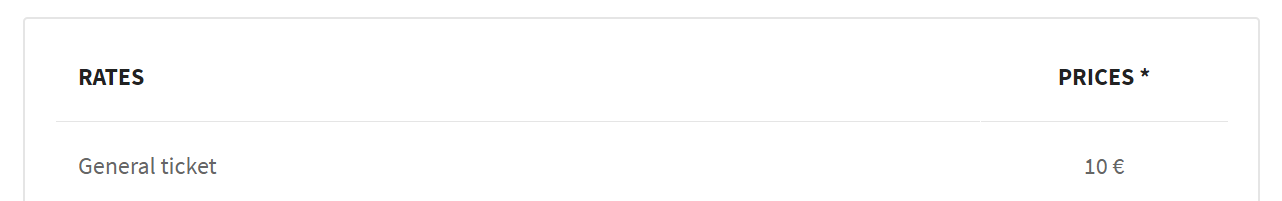 RATES PRICES *
General ticket 10 €